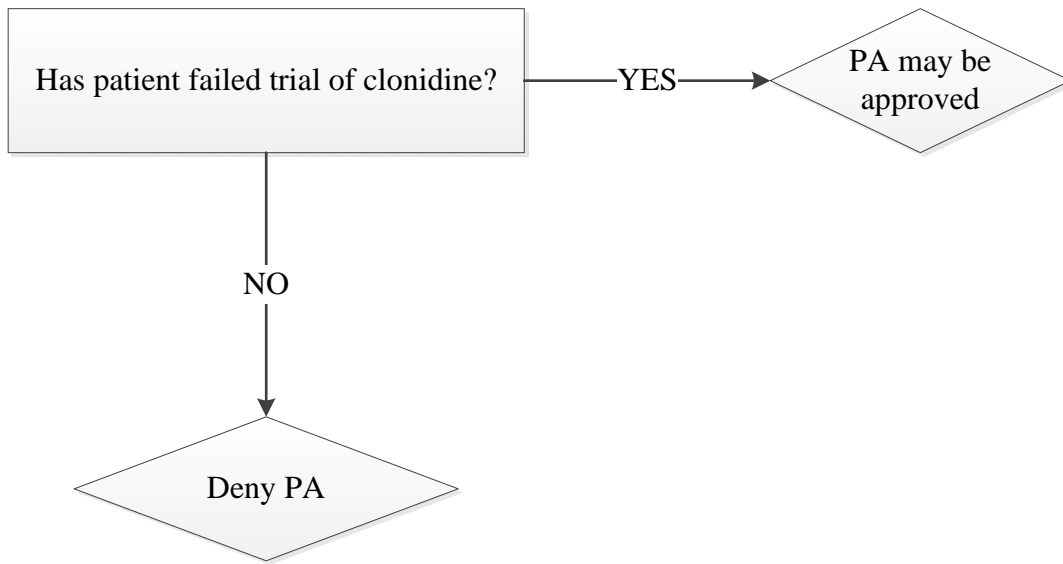 Has patient failed trial of clonidine?
YES
PA may be
approved
NO
Deny PA